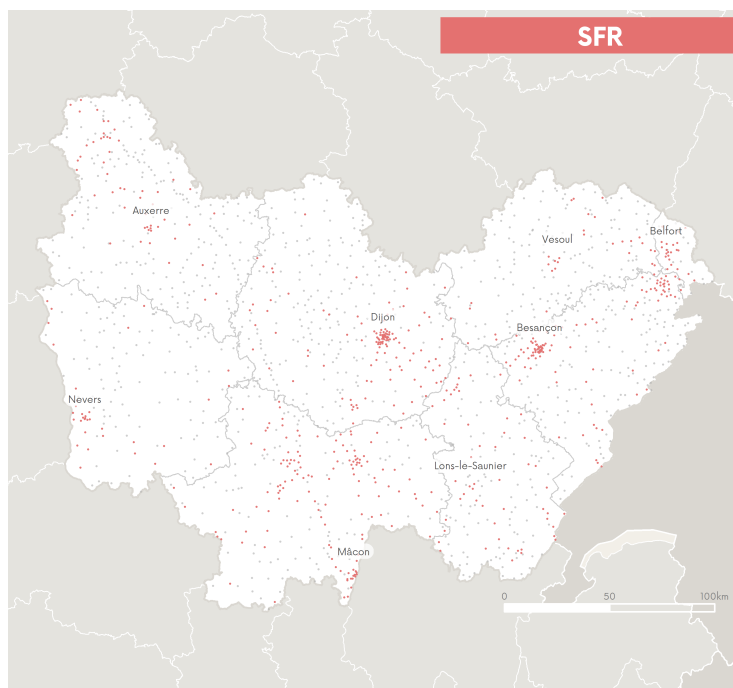 SFR
Auxerre
Belfort
Vesoul
Dijon
Besançon
Nevers
Lons-le-Saunier
Mâcon
0 50 100km